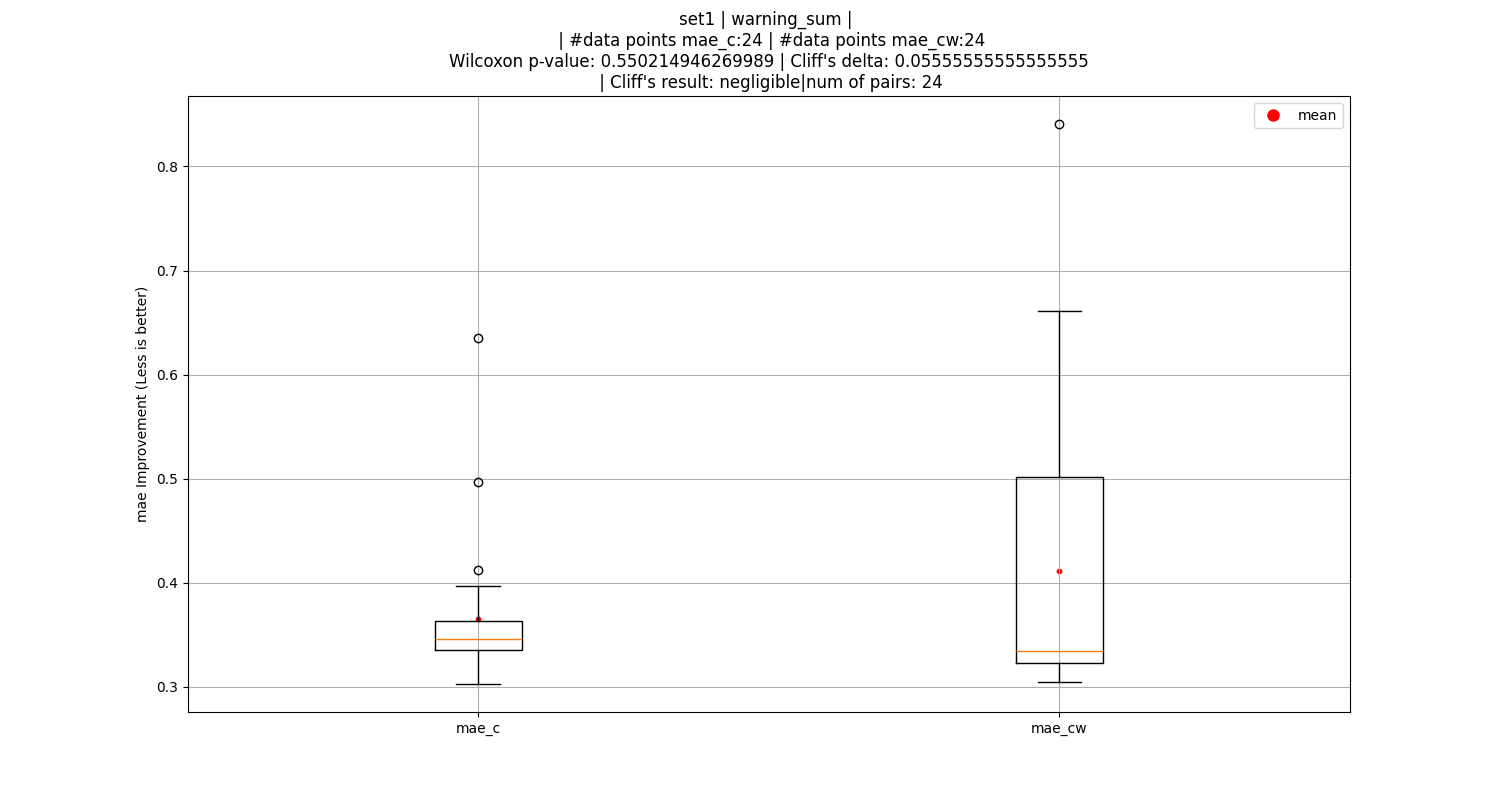 set1 | warning_sum |
| #data points mae_c:24 | #data points mae_cw:24
Wilcoxon p-value: 0.550214946269989 | Cliff's delta: 0.05555555555555555
| Cliff's result: negligible|num of pairs: 24
mean
mae Improvement (Less is better)
0.8
0.7
0.6
0.5
0.4
0.3
mae_c
mae_cw